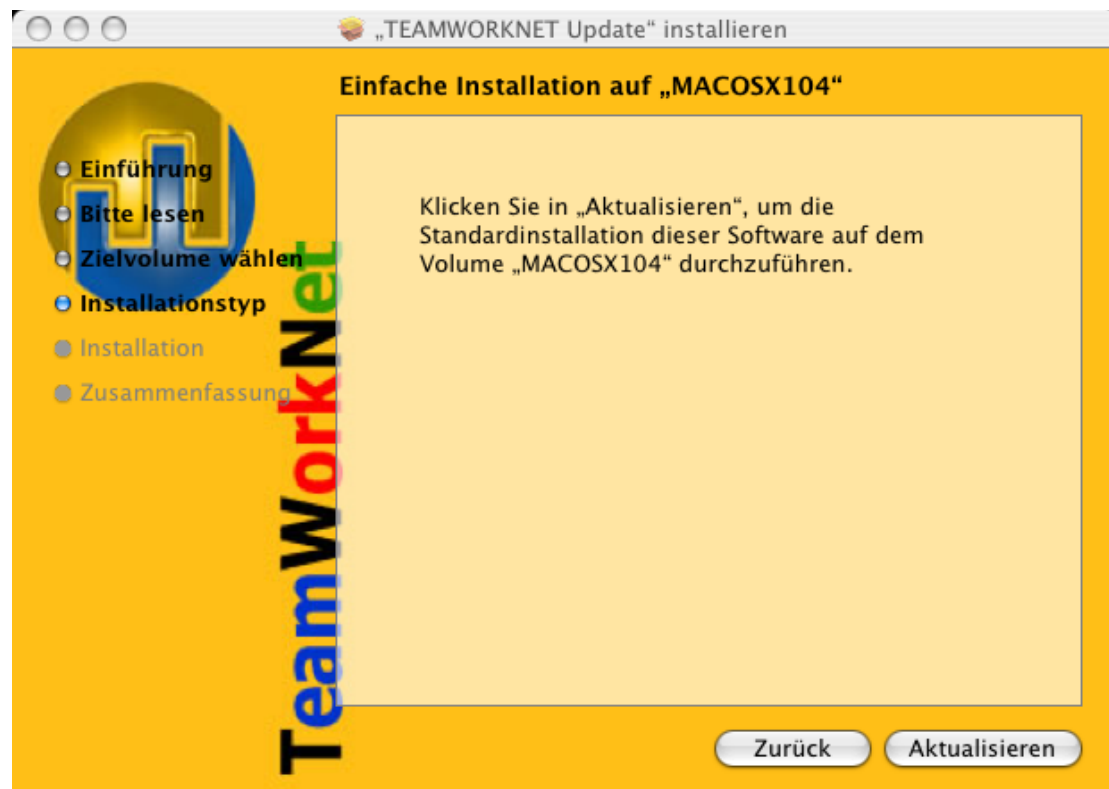 „TEAMWORKNET Update“ installieren
Einfache Installation auf „MACOSX104“
Einführung
Bitte lesen
Zielvolume wählen
Installationstyp
Installation
Zusammenfassung
TeamWorkNet
Klicken Sie in „Aktualisieren“, um die
Standardinstallation dieser Software auf dem
Volume „MACOSX104“ durchzuführen.
Zurück
Aktualisieren